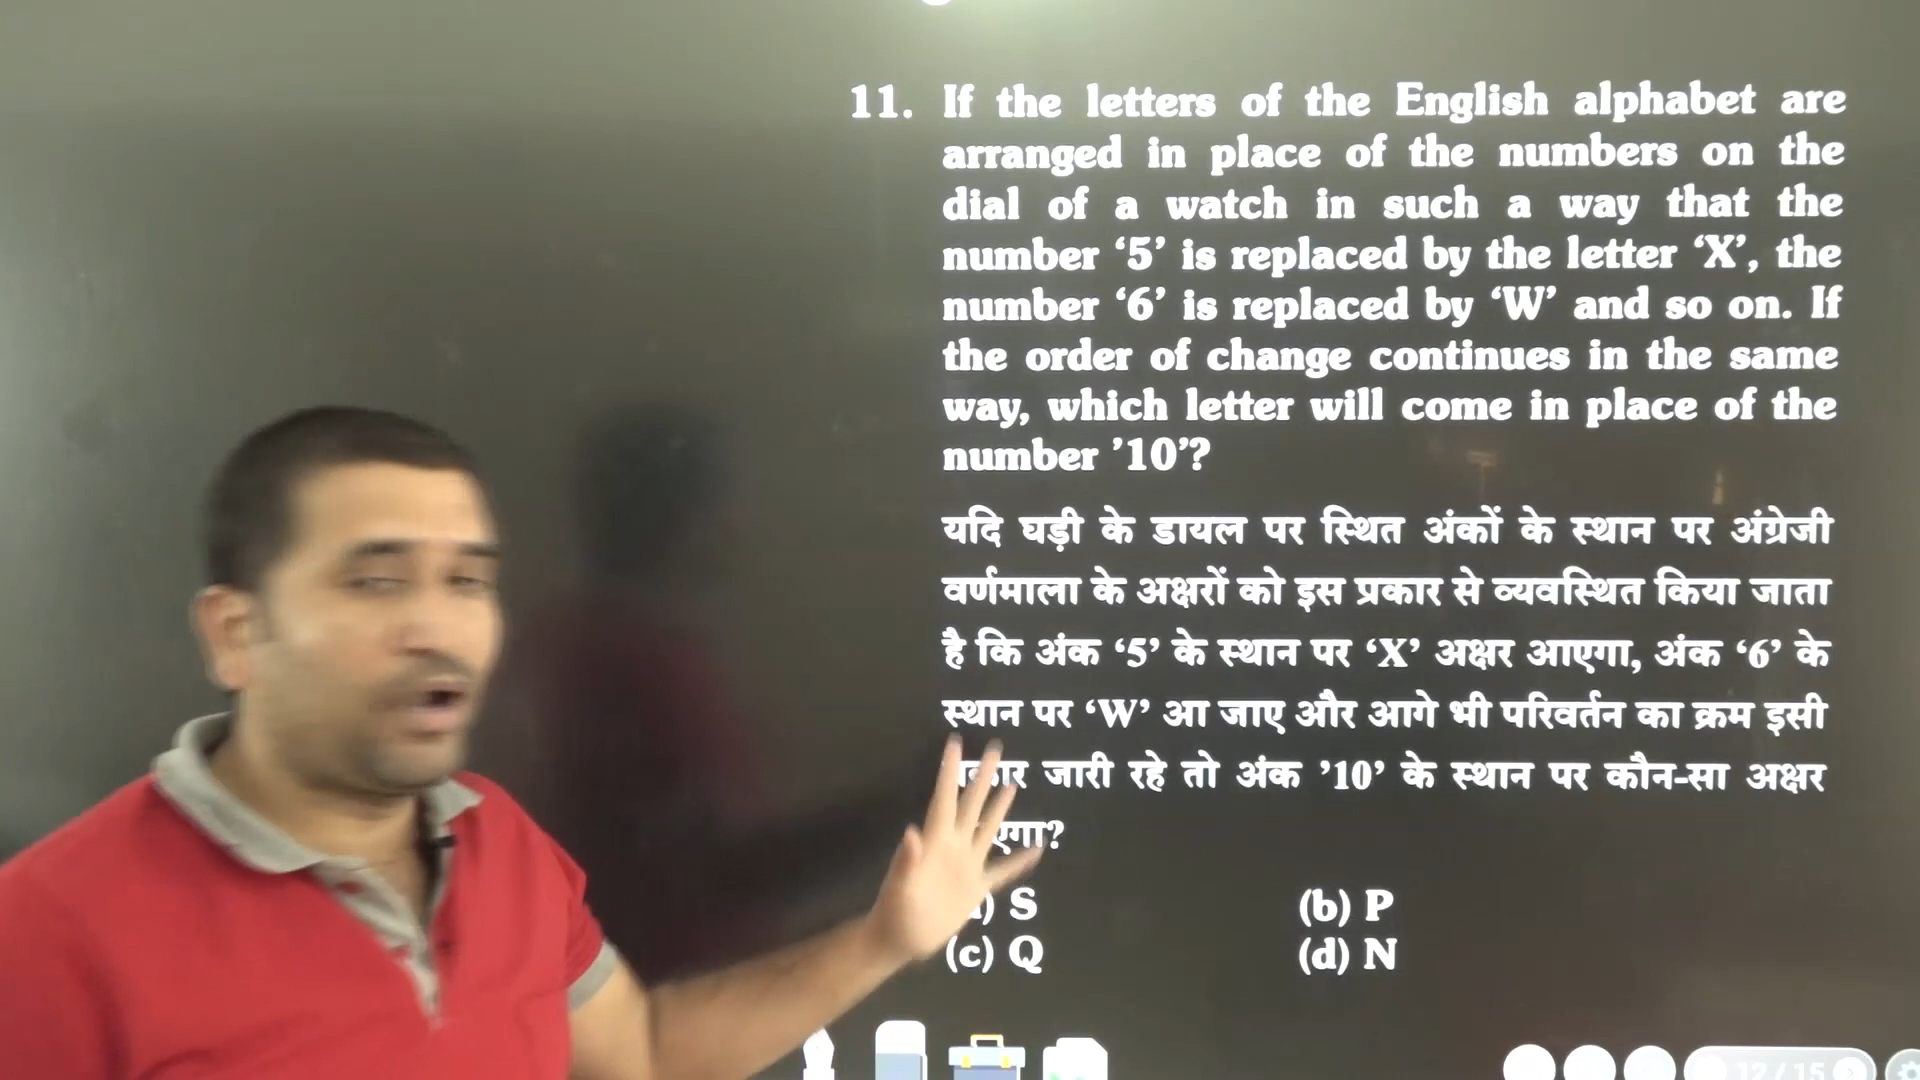 11. If the letters of the English alphabet are
arranged in place of the numbers on the
dial of a watch in such a way that the
number ‘5’ is replaced by the letter ‘X’, the
number ‘6’ is replaced by ‘W’ and so on. If
the order of change continues in the same
way, which letter will come in place of the
number ’10’?
यदि घड़ी के डायल पर स्थित अंकों के स्थान पर अंग्रेजी
वर्णमाला के अक्षरों को इस प्रकार से व्यवस्थित किया जाता
है कि अंक ‘5’ के स्थान पर ‘X’ अक्षर आएगा, अंक ‘6’ के
स्थान पर ‘W’ आ जाए और आगे भी परिवर्तन का क्रम इसी
जारी रहे तो अंक ’10’ के स्थान पर कौन-सा अक्षर
S (b) P
(c) Q (d) N
12/15